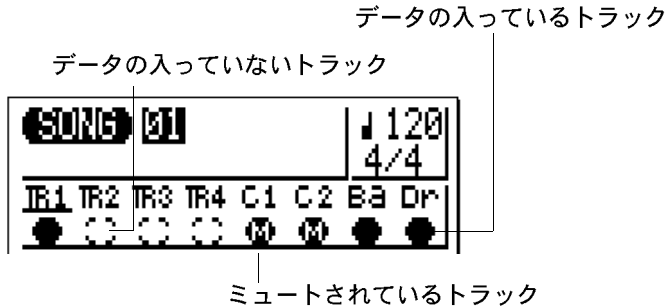 データの入っているトラック
データの入っていないトラック
SONG 01 ♩120
4/4
TR1 TR2 TR3 TR4 C1 C2 Ba Dr
M M
ミュートされているトラック